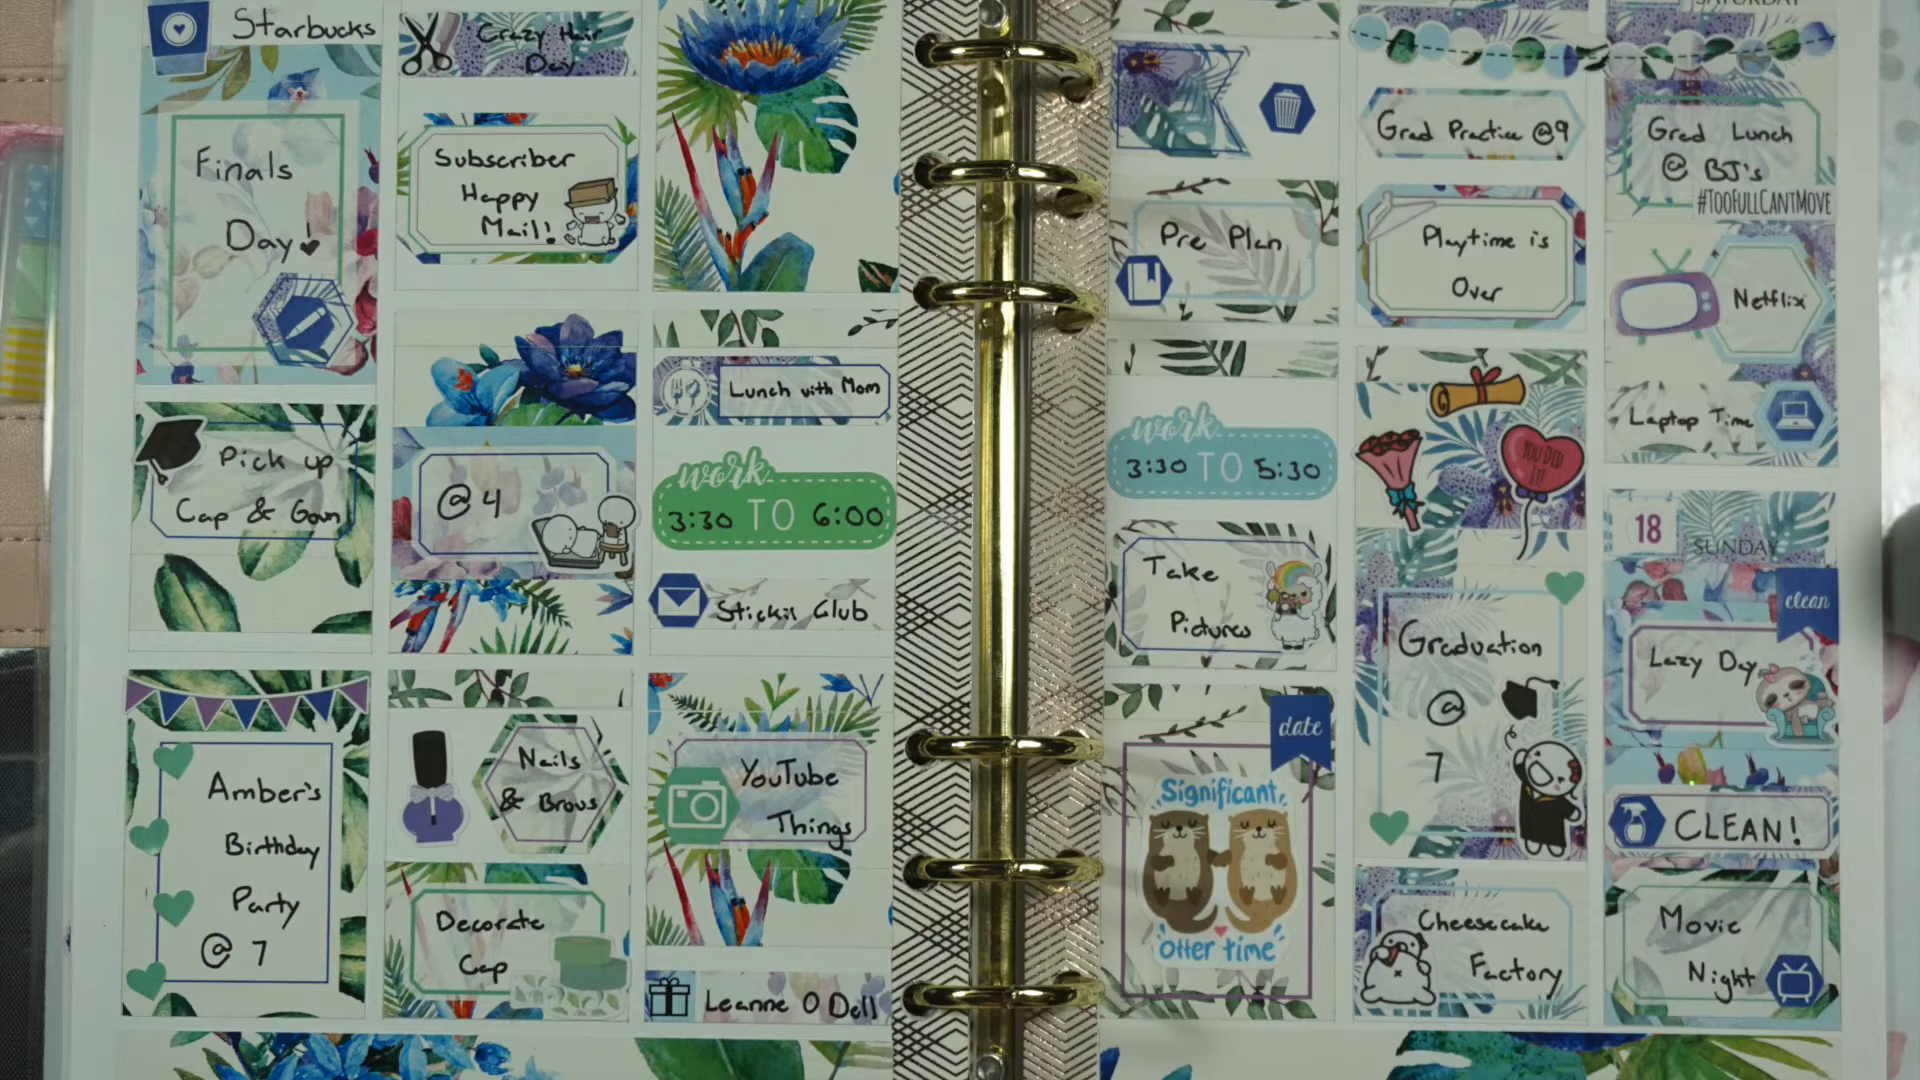 Starbucks
Finals
Day!
Pick up
Cap & Gown
Amber's
Birthday
Party
@ 7
Crazy Hair
Day
Subscriber
Happy
Mail!
@ 4
Nails
& Brows
Decorate
Cap
Lunch with Mom
work
3:30 TO 6:00
Stickii Club
YouTube
Things
Leanne O Dell
Pre Plan
work
3:30 TO 5:30
Take
Pictures
date
Significant
Otter time
Grad Practice @9
Playtime is
Over
YOU DID
IT!
Graduation
@
7
Cheesecake
Factory
SATURDAY
Grad Lunch
@ BJ's
#TOOFULLCANTMOVE
Netflix
Laptop Time
18
SUNDAY
clean
Lazy Day
CLEAN!
Movie
Night